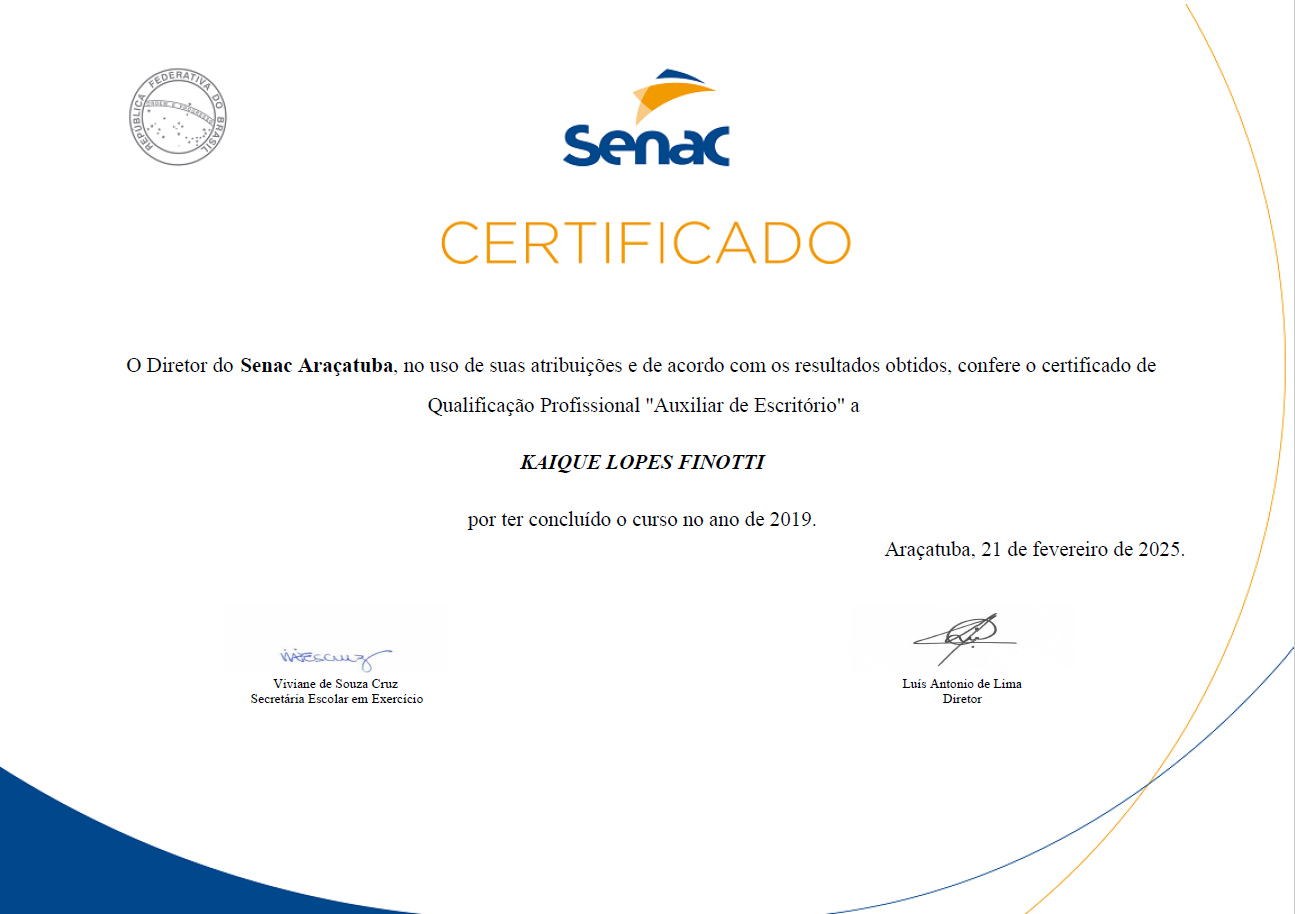 REPÚBLICA FEDERATIVA DO BRASIL
ORDEM E PROGRESSO
Senac
CERTIFICADO
O Diretor do Senac Araçatuba, no uso de suas atribuições e de acordo com os resultados obtidos, confere o certificado de
Qualificação Profissional "Auxiliar de Escritório" a
KAIQUE LOPES FINOTTI
por ter concluído o curso no ano de 2019.
Araçatuba, 21 de fevereiro de 2025.
Viviane de Souza Cruz
Secretária Escolar em Exercício
Luís Antonio de Lima
Diretor